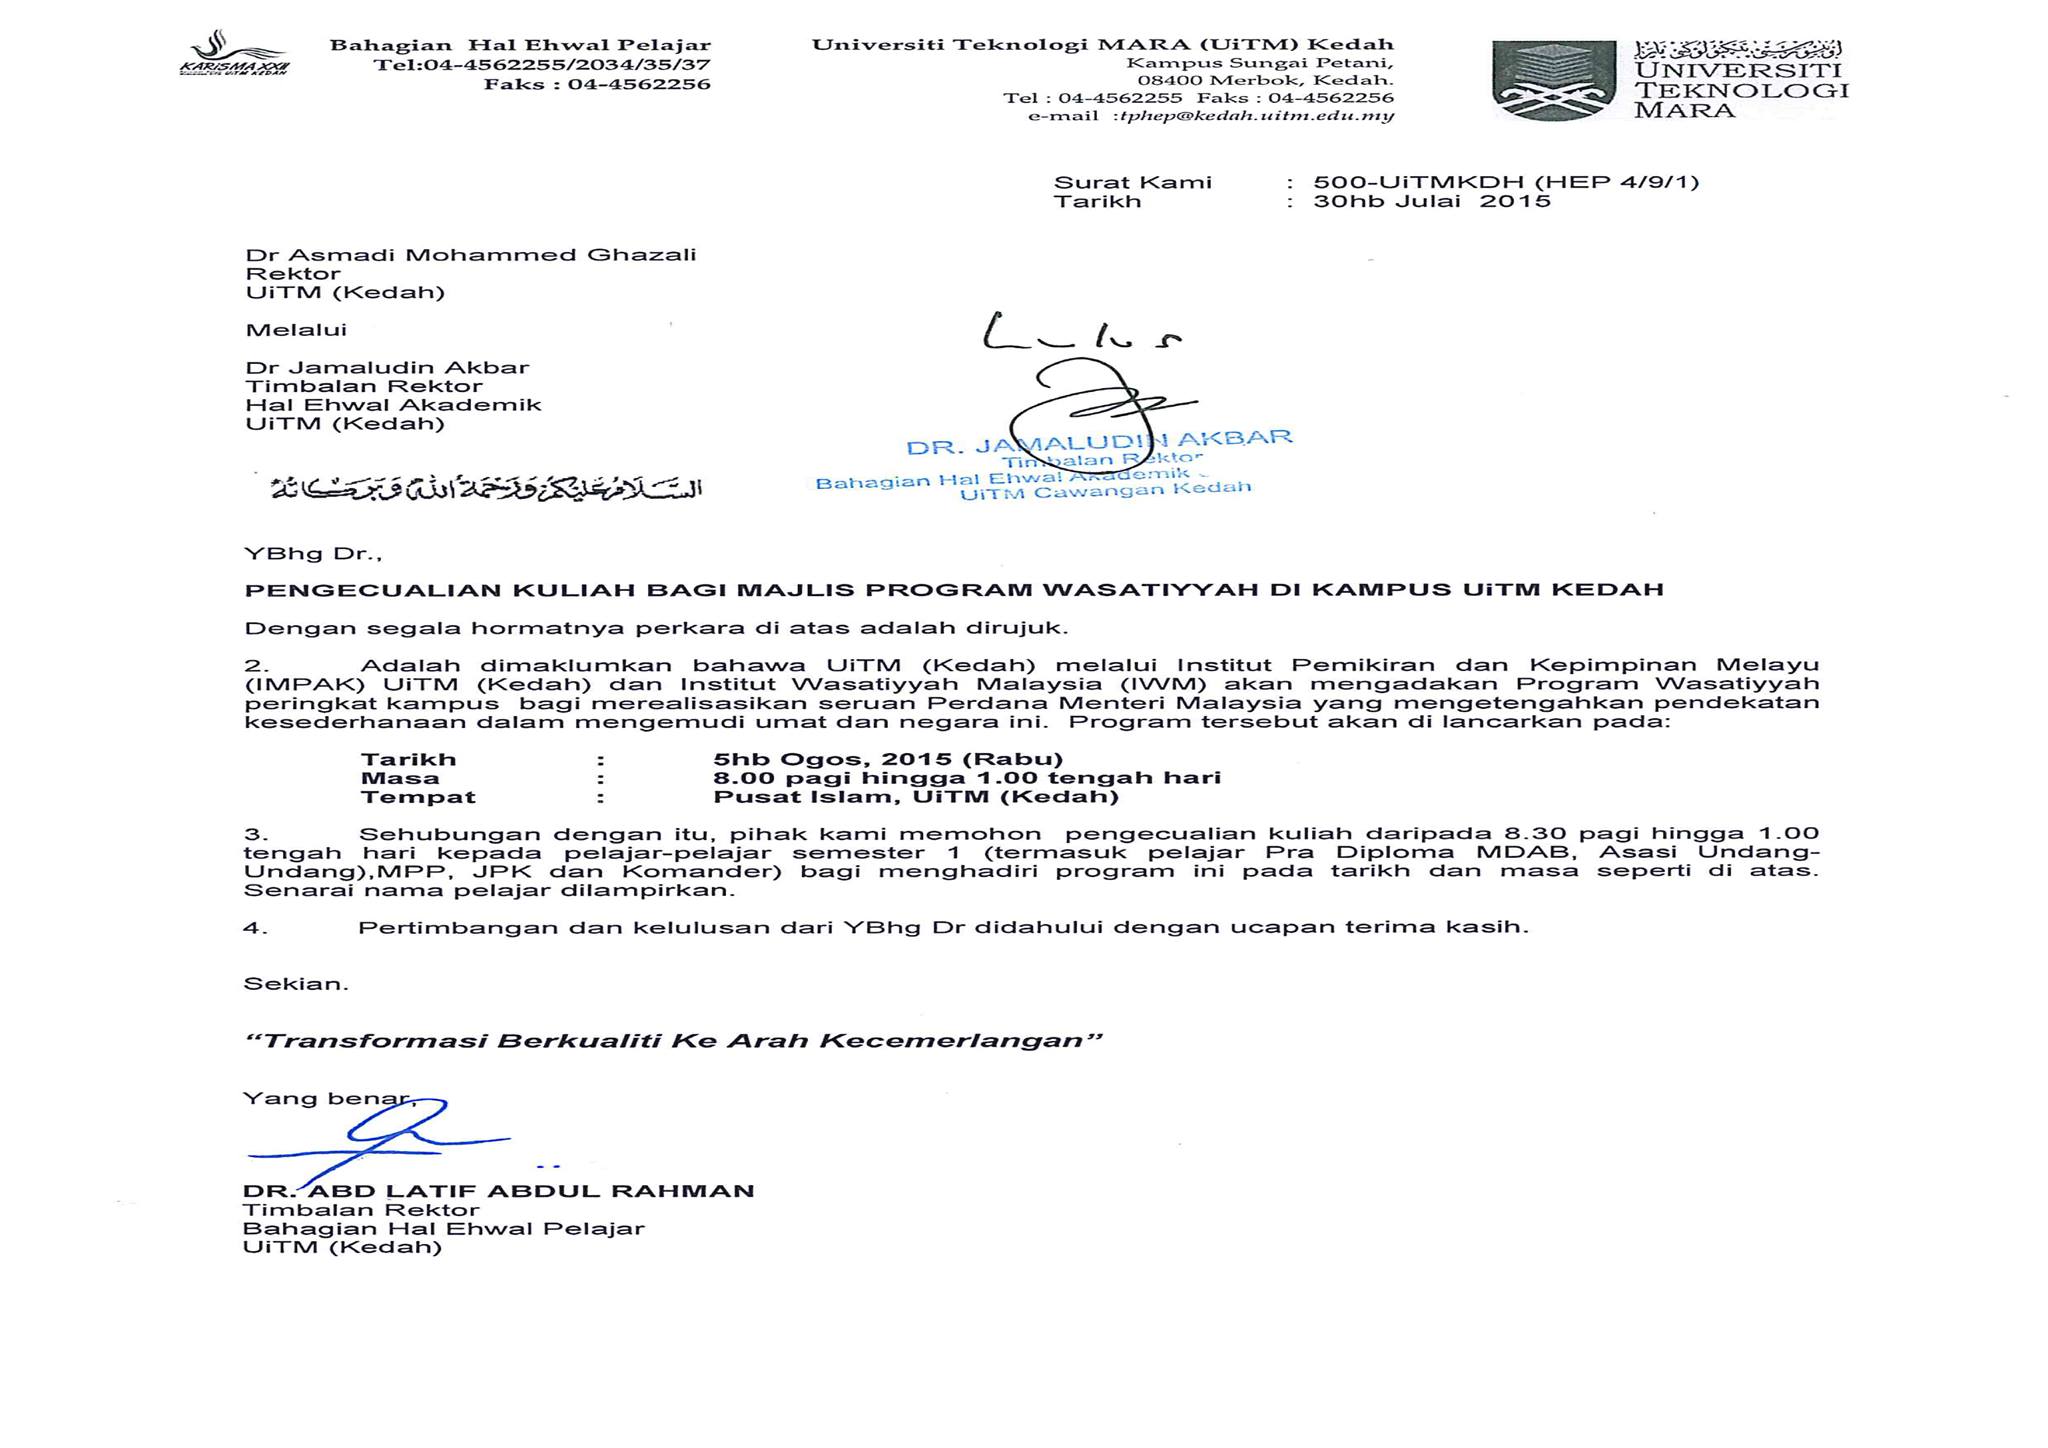 KARISMA XXII
Bahagian Hal Ehwal Pelajar
Tel:04-4562255/2034/35/37
Faks : 04-4562256
Universiti Teknologi MARA (UiTM) Kedah
Kampus Sungai Petani,
08400 Merbok, Kedah.
Tel : 04-4562255 Faks : 04-4562256
e-mail :tphep@kedah.uitm.edu.my
اونيۏرسيتي تيكنولوݢي مارا
UNIVERSITI
TEKNOLOGI
MARA
Surat Kami : 500-UiTMKDH (HEP 4/9/1)
Tarikh : 30hb Julai 2015
Dr Asmadi Mohammed Ghazali
Rektor
UiTM (Kedah)
Melalui
Dr Jamaludin Akbar
Timbalan Rektor
Hal Ehwal Akademik
UiTM (Kedah)
Lulus
DR. JAMALUDIN AKBAR
Timbalan Rektor
Bahagian Hal Ehwal Akademik
UiTM Cawangan Kedah
السَّلَامُ عَلَيْكُمْ وَرَحْمَةُ اللهِ وَبَرَكَاتُهُ
YBhg Dr.,
PENGECUALIAN KULIAH BAGI MAJLIS PROGRAM WASATIYYAH DI KAMPUS UiTM KEDAH
Dengan segala hormatnya perkara di atas adalah dirujuk.
2. Adalah dimaklumkan bahawa UiTM (Kedah) melalui Institut Pemikiran dan Kepimpinan Melayu
(IMPAK) UiTM (Kedah) dan Institut Wasatiyyah Malaysia (IWM) akan mengadakan Program Wasatiyyah
peringkat kampus bagi merealisasikan seruan Perdana Menteri Malaysia yang mengetengahkan pendekatan
kesederhanaan dalam mengemudi umat dan negara ini. Program tersebut akan di lancarkan pada:
Tarikh : 5hb Ogos, 2015 (Rabu)
Masa : 8.00 pagi hingga 1.00 tengah hari
Tempat : Pusat Islam, UiTM (Kedah)
3. Sehubungan dengan itu, pihak kami memohon pengecualian kuliah daripada 8.30 pagi hingga 1.00
tengah hari kepada pelajar-pelajar semester 1 (termasuk pelajar Pra Diploma MDAB, Asasi Undang-
Undang),MPP, JPK dan Komander) bagi menghadiri program ini pada tarikh dan masa seperti di atas.
Senarai nama pelajar dilampirkan.
4. Pertimbangan dan kelulusan dari YBhg Dr didahului dengan ucapan terima kasih.
Sekian.
“Transformasi Berkualiti Ke Arah Kecemerlangan”
Yang benar,
DR. ABD LATIF ABDUL RAHMAN
Timbalan Rektor
Bahagian Hal Ehwal Pelajar
UiTM (Kedah)